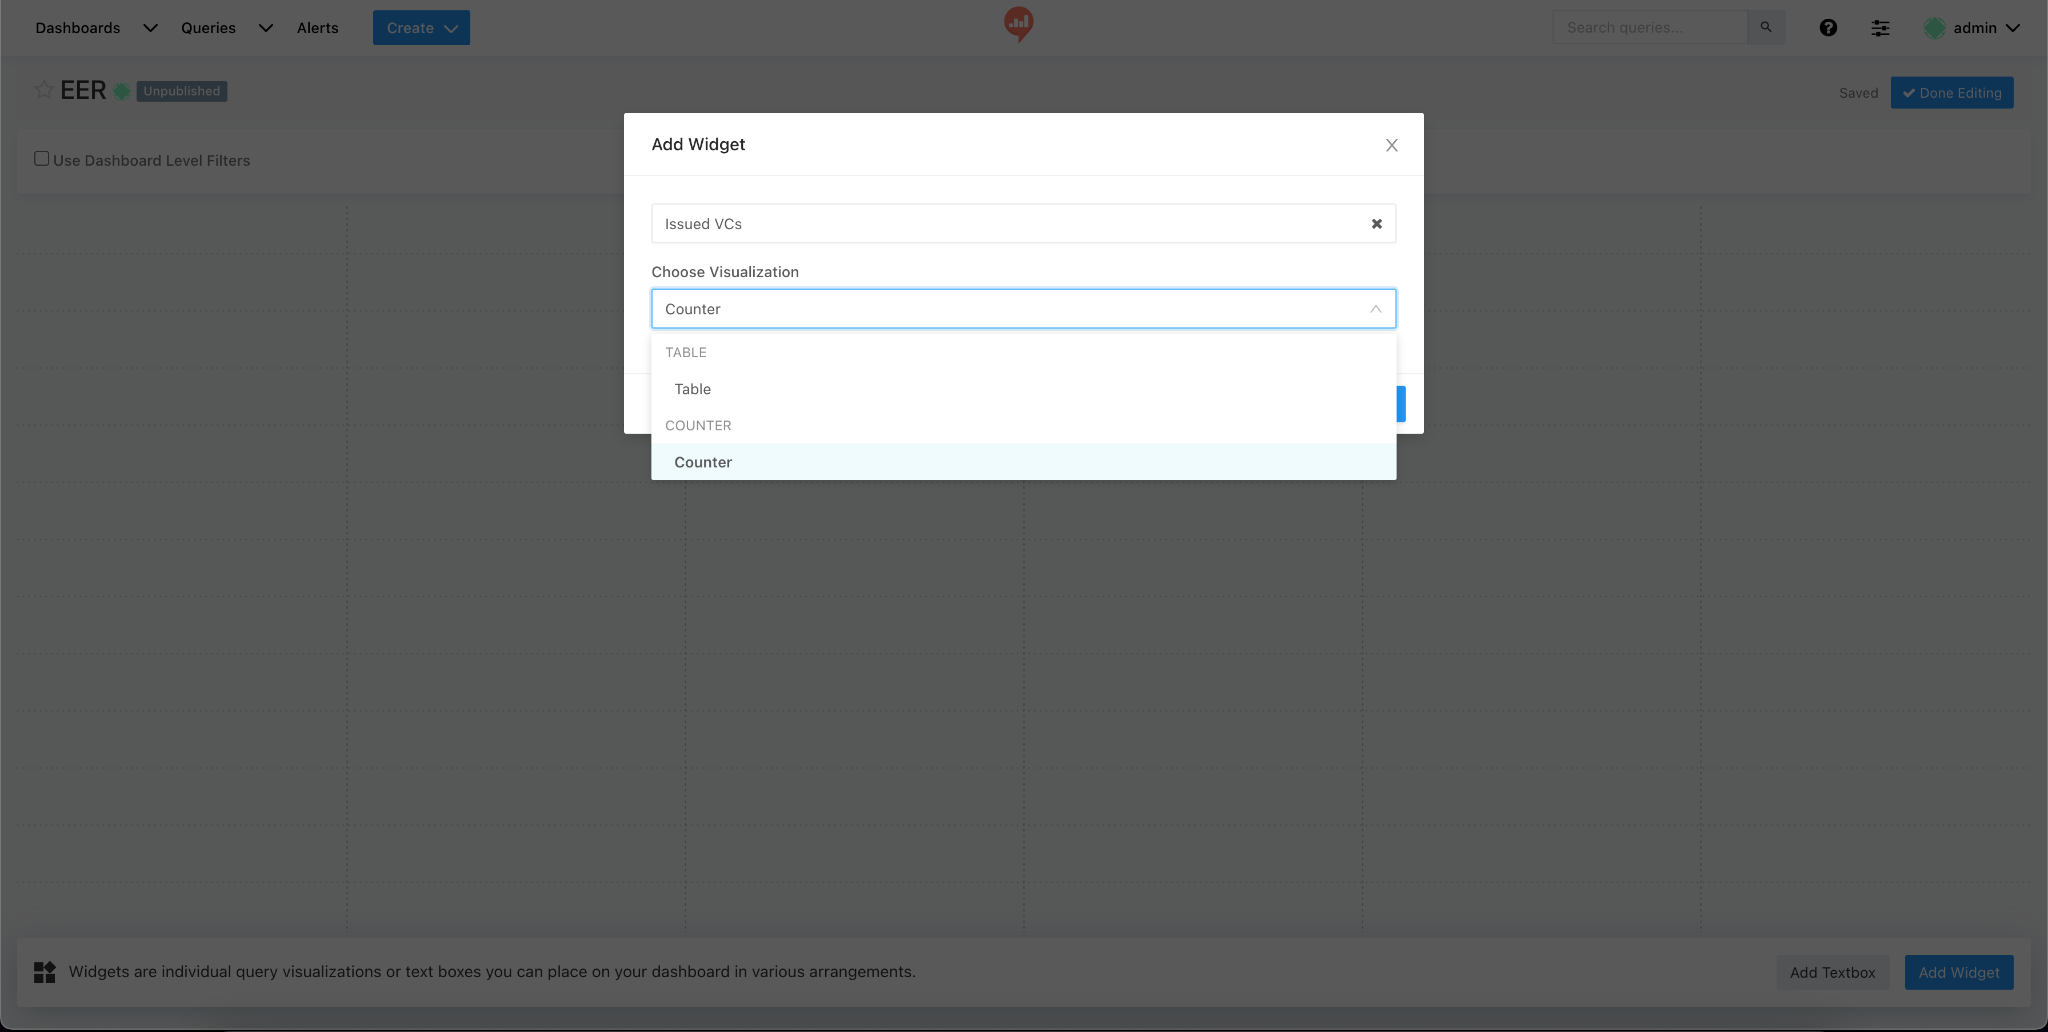 Dashboards
Queries
Alerts
Create
Search queries...
admin
EER
Unpublished
Saved
Done Editing
Use Dashboard Level Filters
Add Widget
Issued VCs
Choose Visualization
Counter
TABLE
Table
COUNTER
Counter
Widgets are individual query visualizations or text boxes you can place on your dashboard in various arrangements.
Add Textbox
Add Widget